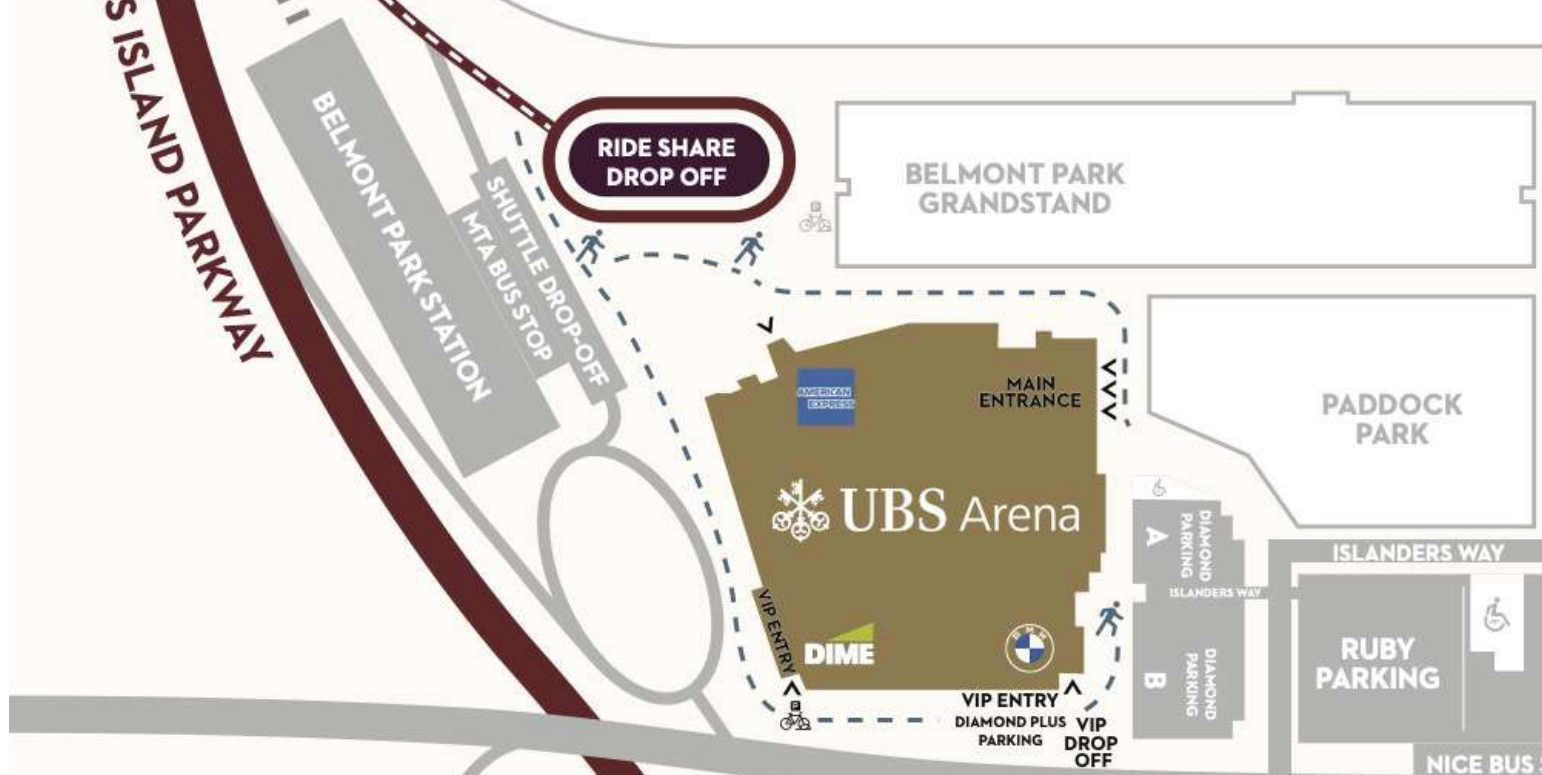 S ISLAND PARKWAY
BELMONT PARK STATION
SHUTTLE DROP-OFF
MTA BUS STOP
RIDE SHARE
DROP OFF
P
BELMONT PARK
GRANDSTAND
PADDOCK
PARK
AMERICAN
EXPRESS
MAIN
ENTRANCE
UBS Arena
DIAMOND
PARKING
A
ISLANDERS WAY
ISLANDERS WAY
DIAMOND
PARKING
B
RUBY
PARKING
VIP ENTRY
DIME
BMW
P
VIP ENTRY
DIAMOND PLUS
PARKING
VIP
DROP
OFF
NICE BUS